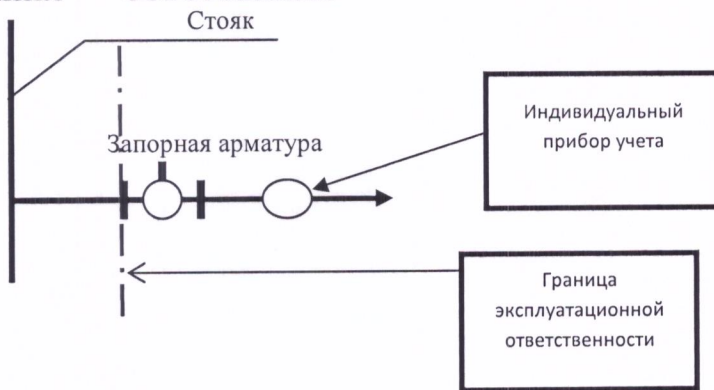 Стояк
Запорная арматура
Индивидуальный
прибор учета
Граница
эксплуатационной
ответственности